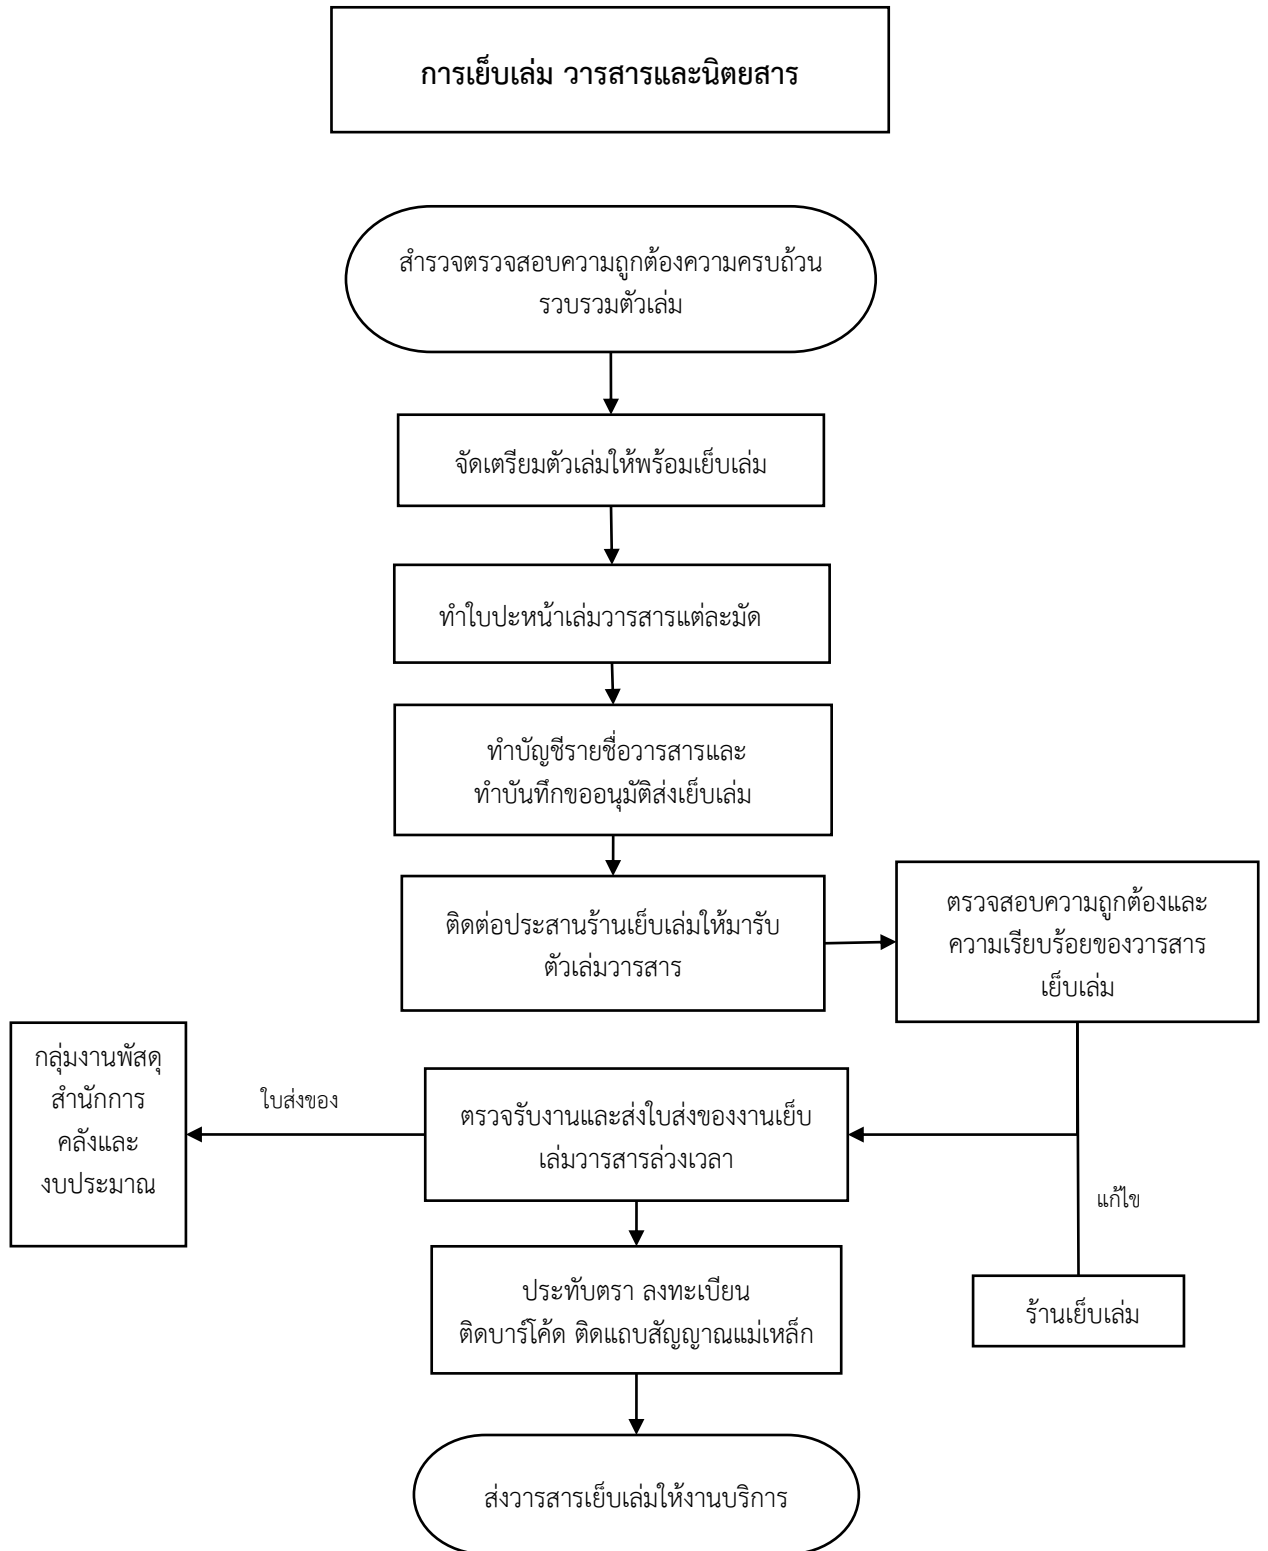 การเย็บเล่ม วารสารและนิตยสาร
สำรวจตรวจสอบความถูกต้องความครบถ้วน
รวบรวมตัวเล่ม
จัดเตรียมตัวเล่มให้พร้อมเย็บเล่ม
ทำใบปะหน้าเล่มวารสารแต่ละมัด
ทำบัญชีรายชื่อวารสารและ
ทำบันทึกขออนุมัติส่งเย็บเล่ม
ติดต่อประสานร้านเย็บเล่มให้มารับ
ตัวเล่มวารสาร
ตรวจสอบความถูกต้องและ
ความเรียบร้อยของวารสาร
เย็บเล่ม
กลุ่มงานพัสดุ
สำนักการ
คลังและ
งบประมาณ
ใบส่งของ
ตรวจรับงานและส่งใบส่งของงานเย็บ
เล่มวารสารล่วงเวลา
แก้ไข
ร้านเย็บเล่ม
ประทับตรา ลงทะเบียน
ติดบาร์โค้ด ติดแถบสัญญาณแม่เหล็ก
ส่งวารสารเย็บเล่มให้งานบริการ